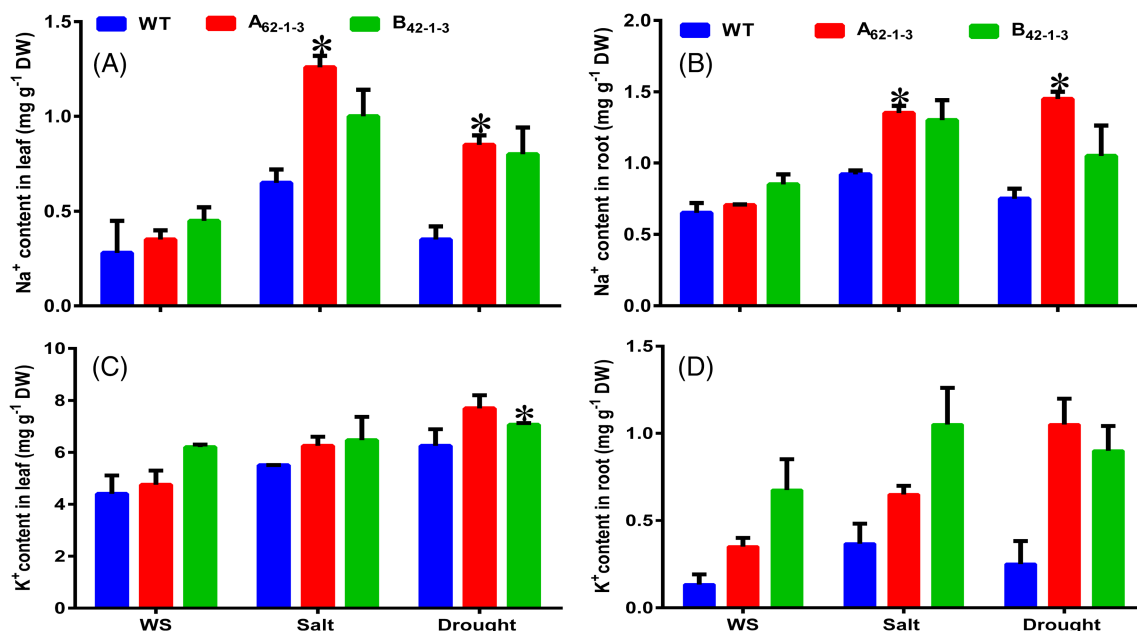 WT A62-1-3 B42-1-3
(A)
Na+ content in leaf (mg g-1 DW)
1.5
1.0
0.5
0.0
* *
WT A62-1-3 B42-1-3
(B)
Na+ content in root (mg g-1 DW)
2.0
1.5
1.0
0.5
0.0
* *
(C)
K+content in leaf (mg g-1 DW)
10
8
6
4
2
0
*
WS Salt Drought
(D)
K+content in root (mg g-1 DW)
1.5
1.0
0.5
0.0
WS Salt Drought